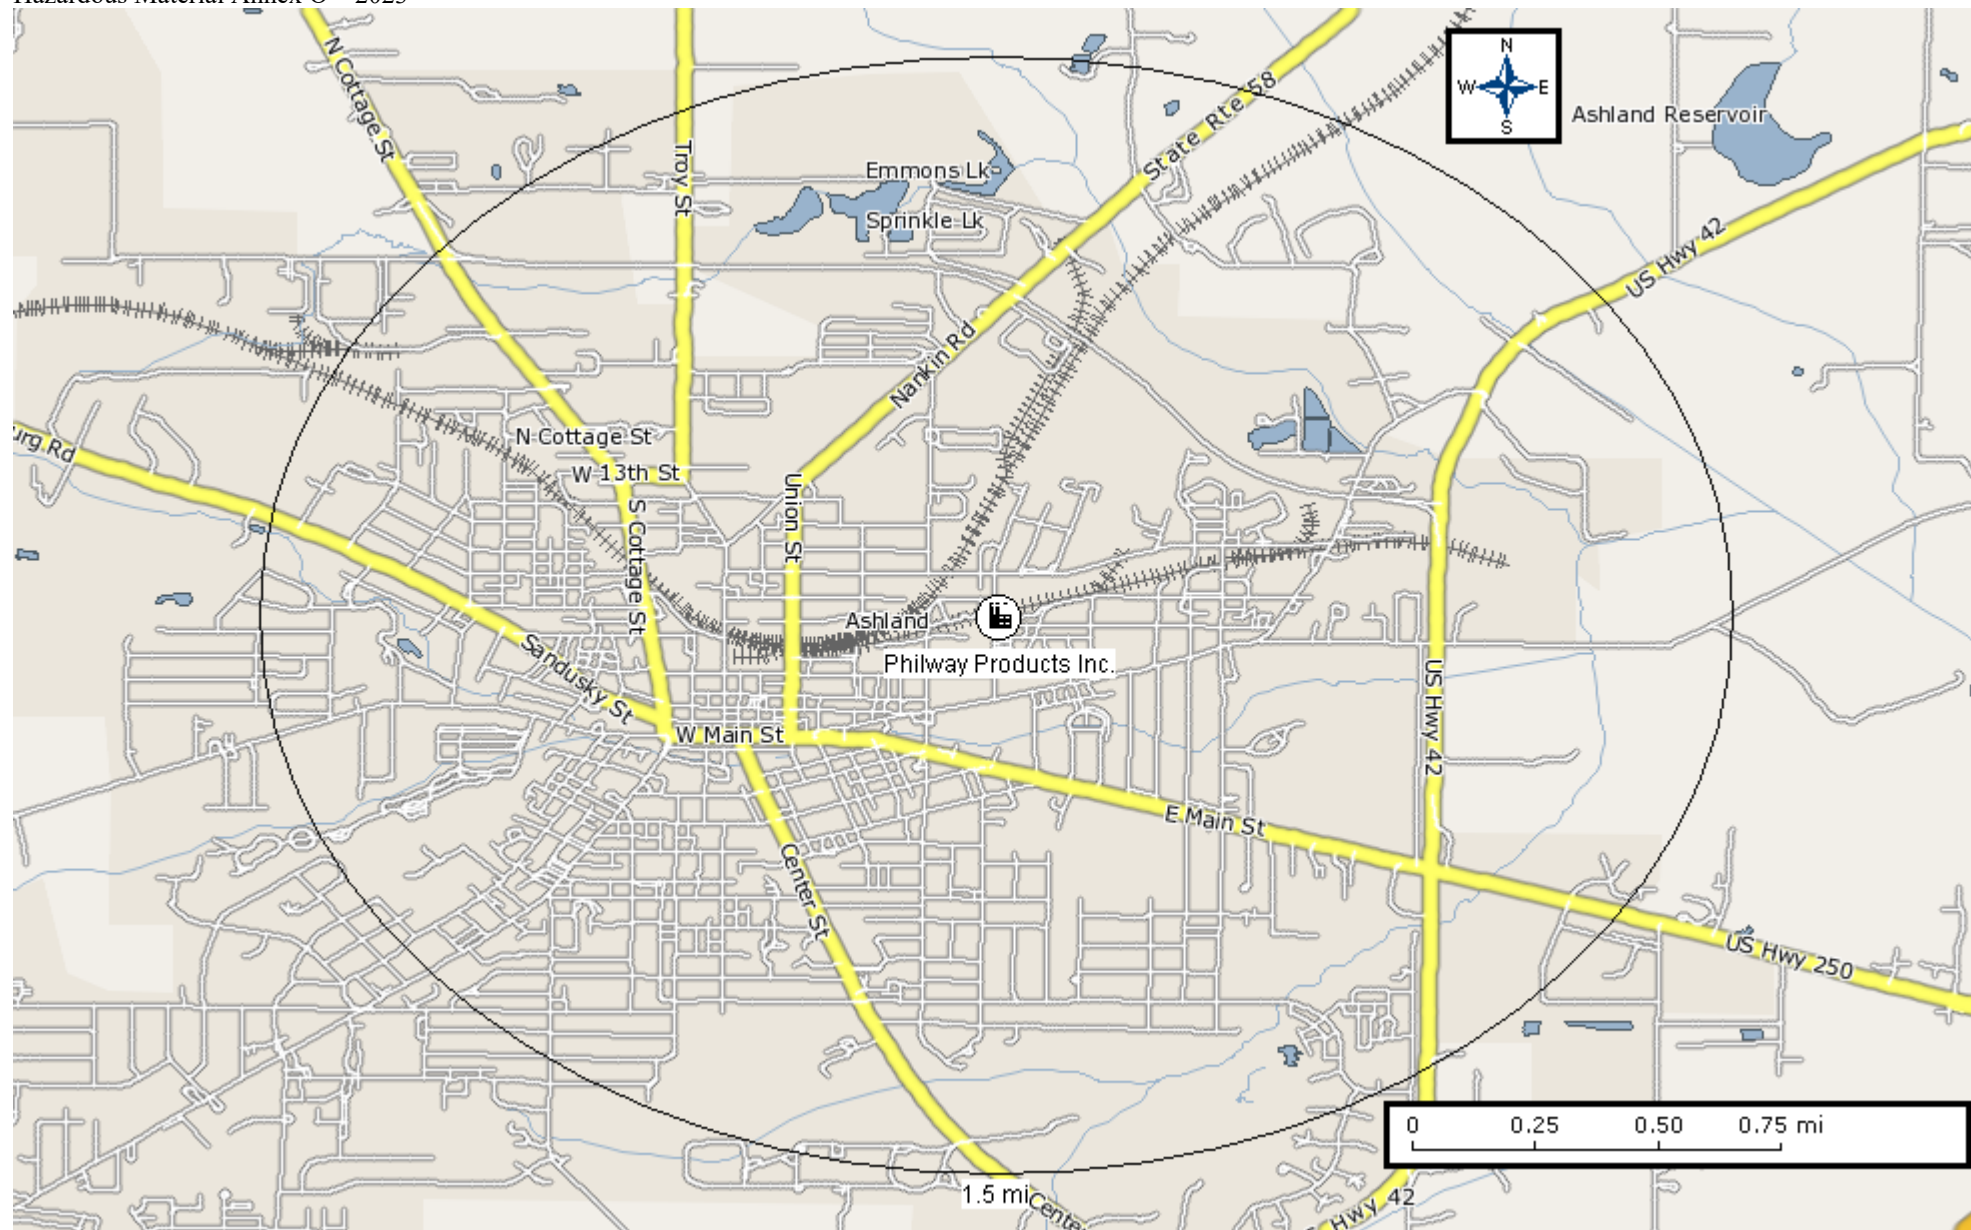 N Cottage St
Troy St
State Rte 58
N
W
E
S
Ashland Reservoir
Emmons Lk
Sprinkle Lk
US Hwy 42
Nankin Rd
urg Rd
N Cottage St
W 13th St
Union St
S Cottage St
Ashland
Philway Products Inc.
Sandusky St
US Hwy 42
W Main St
E Main St
Center St
US Hwy 250
0 0.25 0.50 0.75 mi
1.5 mi
Cente
Hwy 42